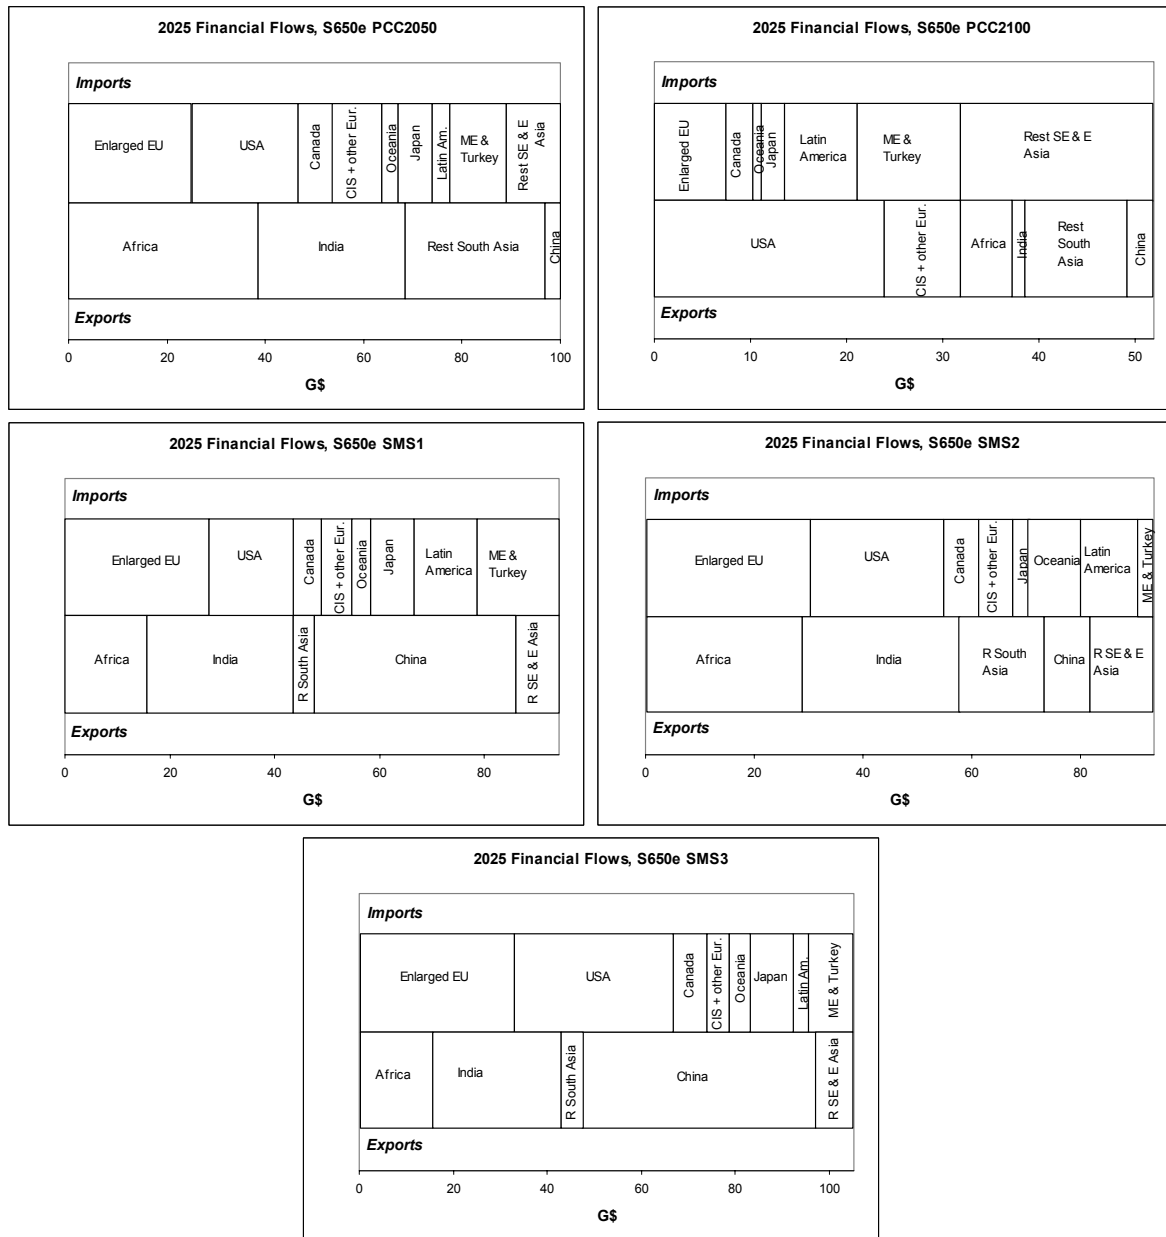 2025 Financial Flows, S650e PCC2050
Imports
Enlarged EU
USA
Canada
CIS + other Eur.
Oceania
Japan
Latin Am.
ME &
Turkey
Rest SE & E
Asia
Africa
India
Rest South Asia
China
Exports
0 20 40 60 80 100
G$
2025 Financial Flows, S650e PCC2100
Imports
Enlarged EU
Canada
Oceania
Japan
Latin
America
ME &
Turkey
Rest SE & E
Asia
USA
CIS + other Eur.
Africa
India
Rest
South
Asia
China
Exports
0 10 20 30 40 50
G$
2025 Financial Flows, S650e SMS1
Imports
Enlarged EU
USA
Canada
CIS + other Eur.
Oceania
Japan
Latin
America
ME &
Turkey
Africa
India
R South Asia
China
R SE & E Asia
Exports
0 20 40 60 80
G$
2025 Financial Flows, S650e SMS2
Imports
Enlarged EU
USA
Canada
CIS + other Eur.
Japan
Oceania
Latin
America
ME & Turkey
Africa
India
R South
Asia
China
R SE & E
Asia
Exports
0 20 40 60 80
G$
2025 Financial Flows, S650e SMS3
Imports
Enlarged EU
USA
Canada
CIS + other Eur.
Oceania
Japan
Latin Am.
ME & Turkey
Africa
India
R South Asia
China
R SE & E Asia
Exports
0 20 40 60 80 100
G$